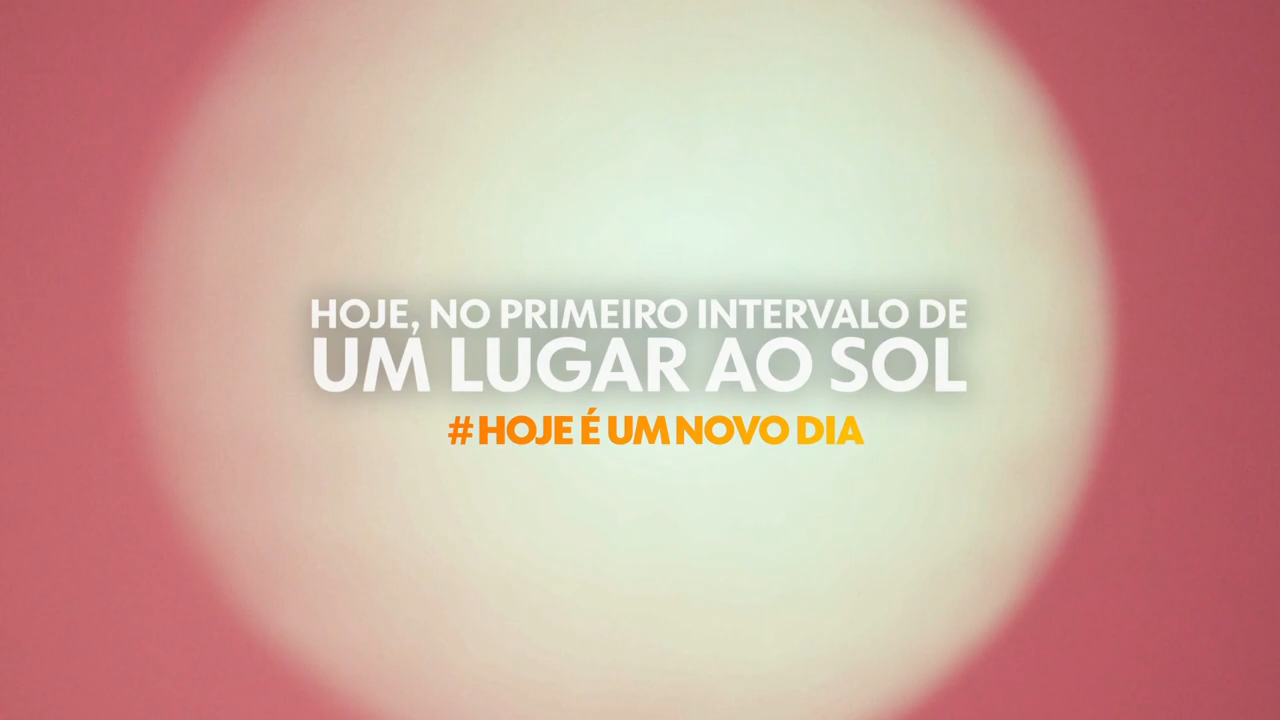 HOJE, NO PRIMEIRO INTERVALO DE
UM LUGAR AO SOL
#HOJE É UM NOVO DIA